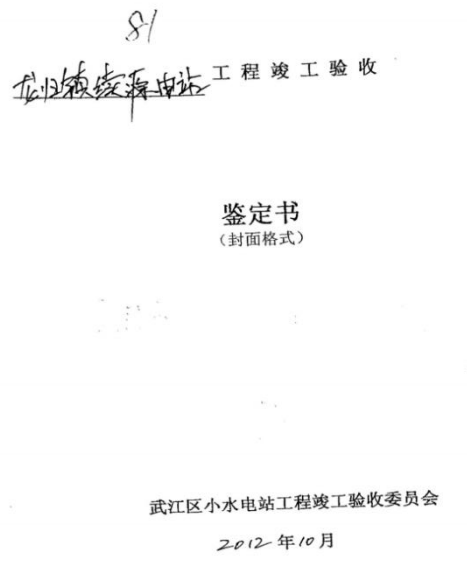 81
龙归镇续源电站工程竣工验收
鉴定书
（封面格式）
武江区小水电站工程竣工验收委员会
2012年10月